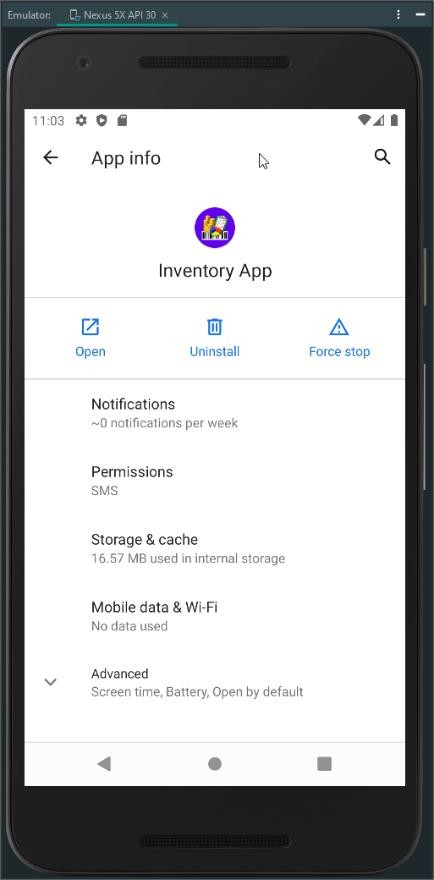 Emulator: Nexus 5X API 30
11:03
App info
Inventory App
Open Uninstall Force stop
Notifications
~0 notifications per week
Permissions
SMS
Storage & cache
16.57 MB used in internal storage
Mobile data & Wi-Fi
No data used
Advanced
Screen time, Battery, Open by default